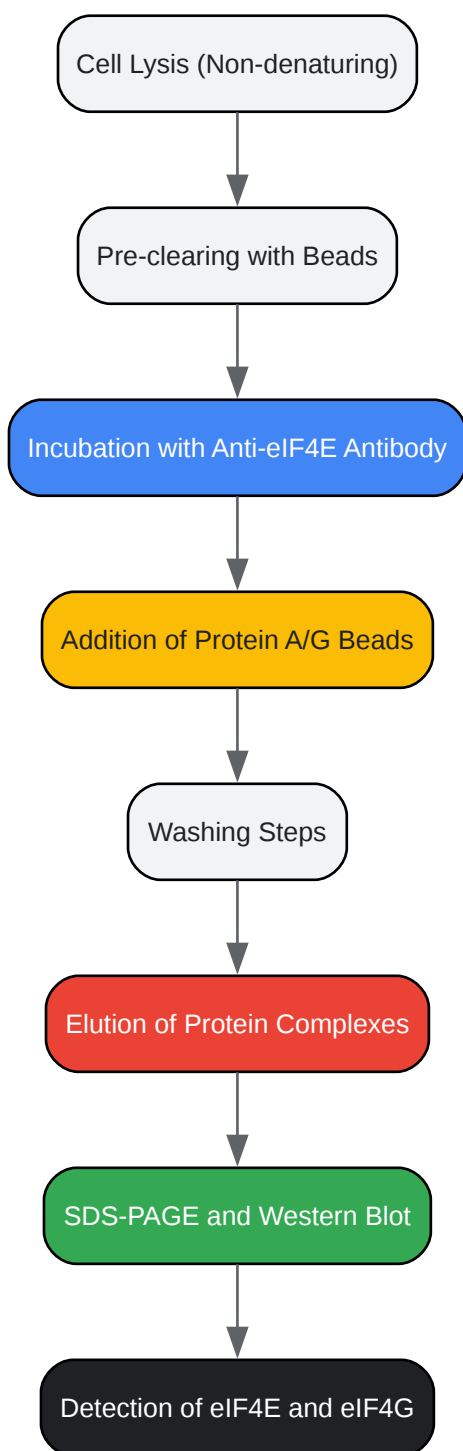 Cell Lysis (Non-denaturing)
Pre-clearing with Beads
Incubation with Anti-eIF4E Antibody
Addition of Protein A/G Beads
Washing Steps
Elution of Protein Complexes
SDS-PAGE and Western Blot
Detection of eIF4E and eIF4G